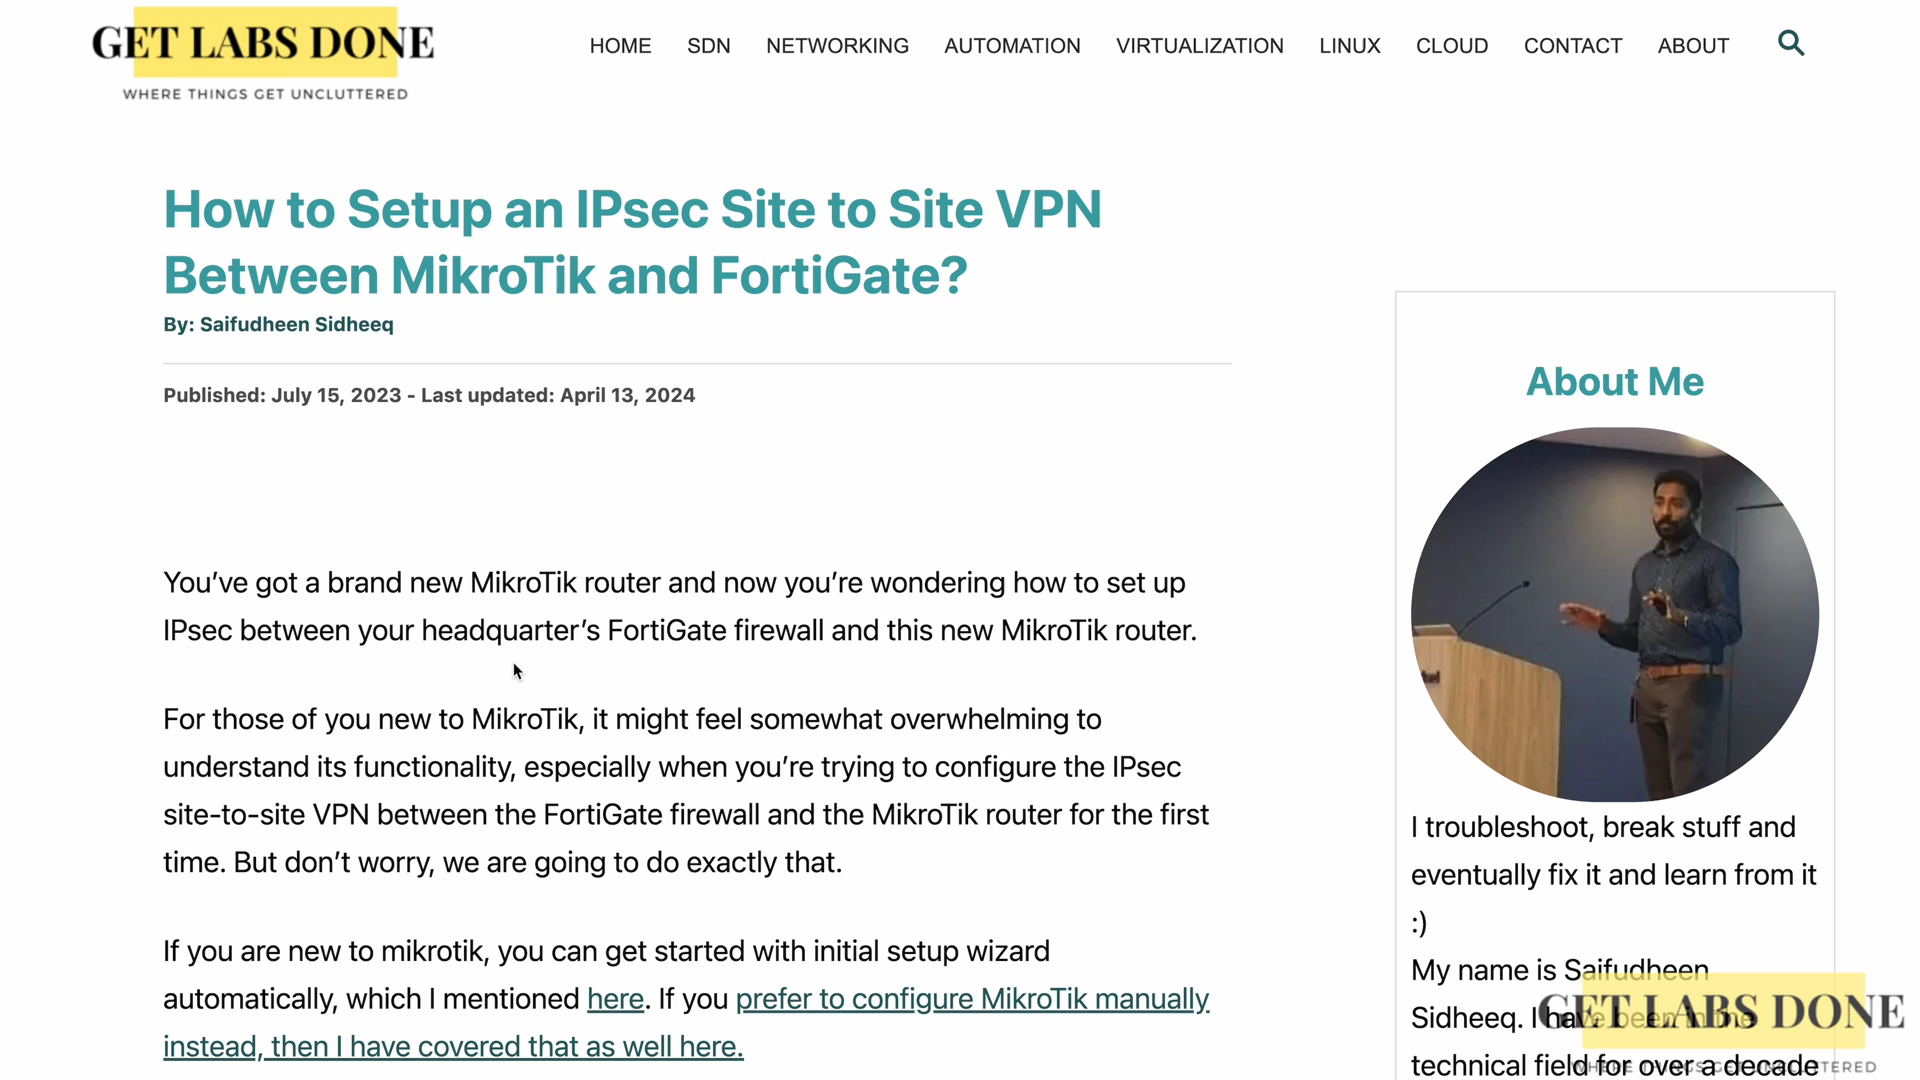 GET LABS DONE
WHERE THINGS GET UNCLUTTERED
HOME SDN NETWORKING AUTOMATION VIRTUALIZATION LINUX CLOUD CONTACT ABOUT
How to Setup an IPsec Site to Site VPN
Between MikroTik and FortiGate?
By: Saifudheen Sidheeq
Published: July 15, 2023 - Last updated: April 13, 2024
You’ve got a brand new MikroTik router and now you’re wondering how to set up
IPsec between your headquarter’s FortiGate firewall and this new MikroTik router.
For those of you new to MikroTik, it might feel somewhat overwhelming to
understand its functionality, especially when you’re trying to configure the IPsec
site-to-site VPN between the FortiGate firewall and the MikroTik router for the first
time. But don’t worry, we are going to do exactly that.
If you are new to mikrotik, you can get started with initial setup wizard
automatically, which I mentioned here. If you prefer to configure MikroTik manually
instead, then I have covered that as well here.
About Me
I troubleshoot, break stuff and
eventually fix it and learn from it
:)
My name is Saifudheen
Sidheeq. I have been in the
technical field for over a decade
GET LABS DONE
WHERE THINGS GET UNCLUTTERED